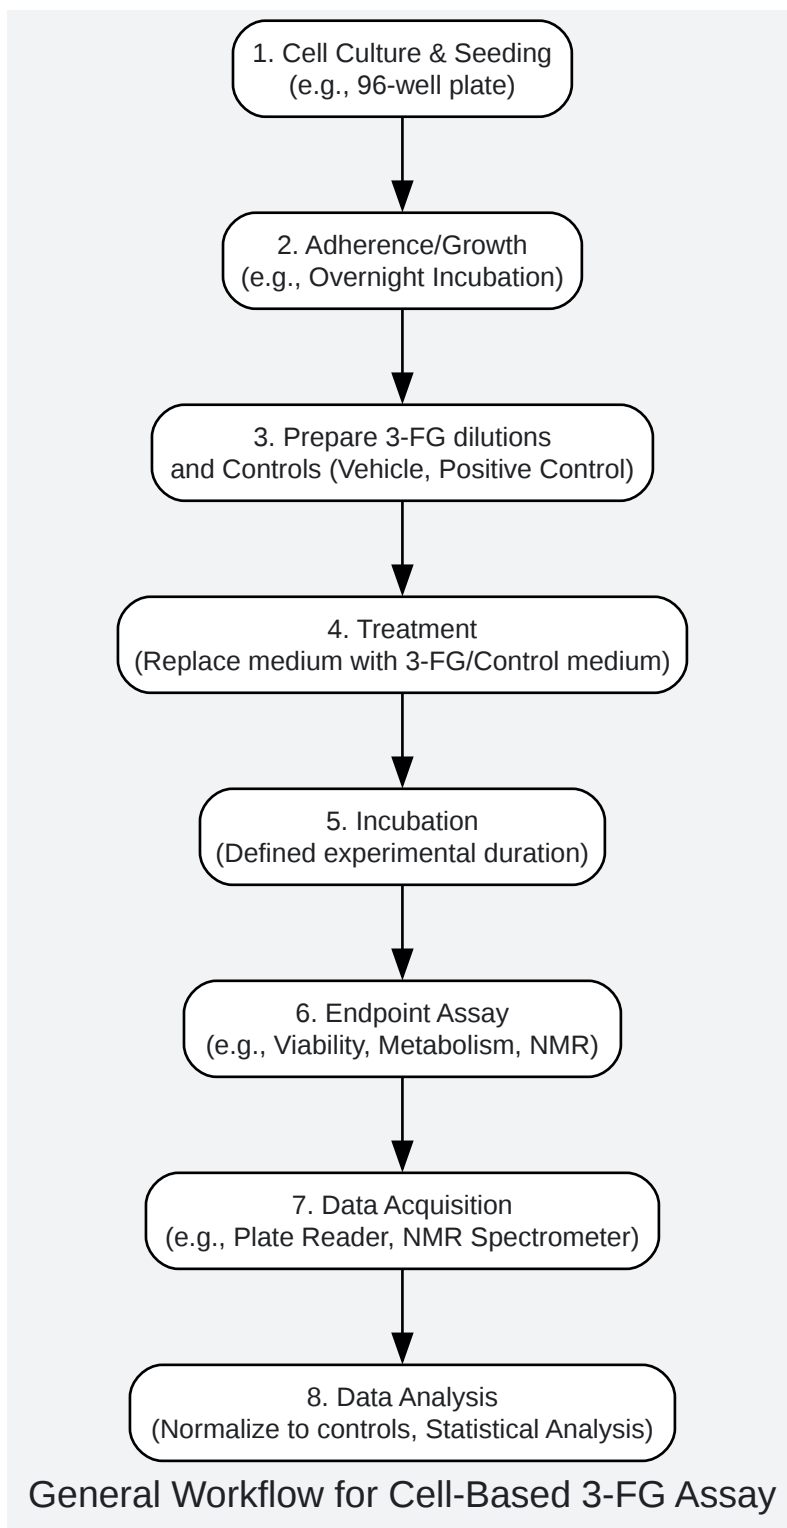 1. Cell Culture & Seeding
(e.g., 96-well plate)
2. Adherence/Growth
(e.g., Overnight Incubation)
3. Prepare 3-FG dilutions
and Controls (Vehicle, Positive Control)
4. Treatment
(Replace medium with 3-FG/Control medium)
5. Incubation
(Defined experimental duration)
6. Endpoint Assay
(e.g., Viability, Metabolism, NMR)
7. Data Acquisition
(e.g., Plate Reader, NMR Spectrometer)
8. Data Analysis
(Normalize to controls, Statistical Analysis)
General Workflow for Cell-Based 3-FG Assay